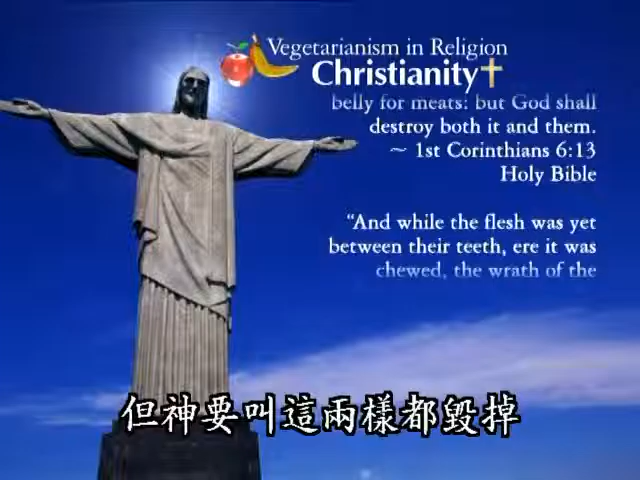 Vegetarianism in Religion
Christianity
belly for meats: but God shall
destroy both it and them.
~ 1st Corinthians 6:13
Holy Bible
“And while the flesh was yet
between their teeth, ere it was
chewed, the wrath of the
但神要叫這兩樣都毀掉